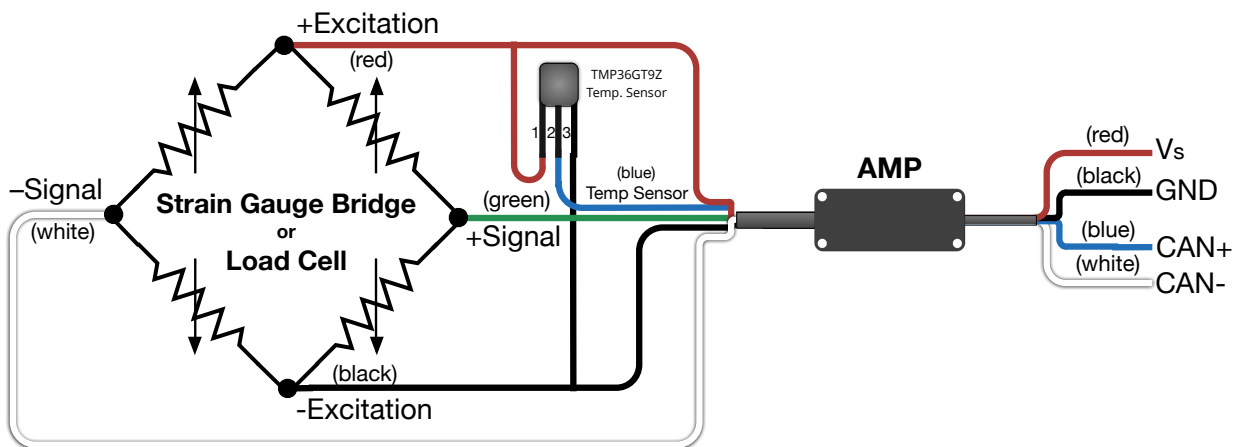 +Excitation
(red)
TMP36GT9Z
Temp. Sensor
1 2 3
–Signal
(white)
Strain Gauge Bridge
or
Load Cell
(green)
+Signal
(blue)
Temp Sensor
AMP
(red)
Vs
(black)
GND
(blue)
CAN+
(white)
CAN-
(black)
-Excitation